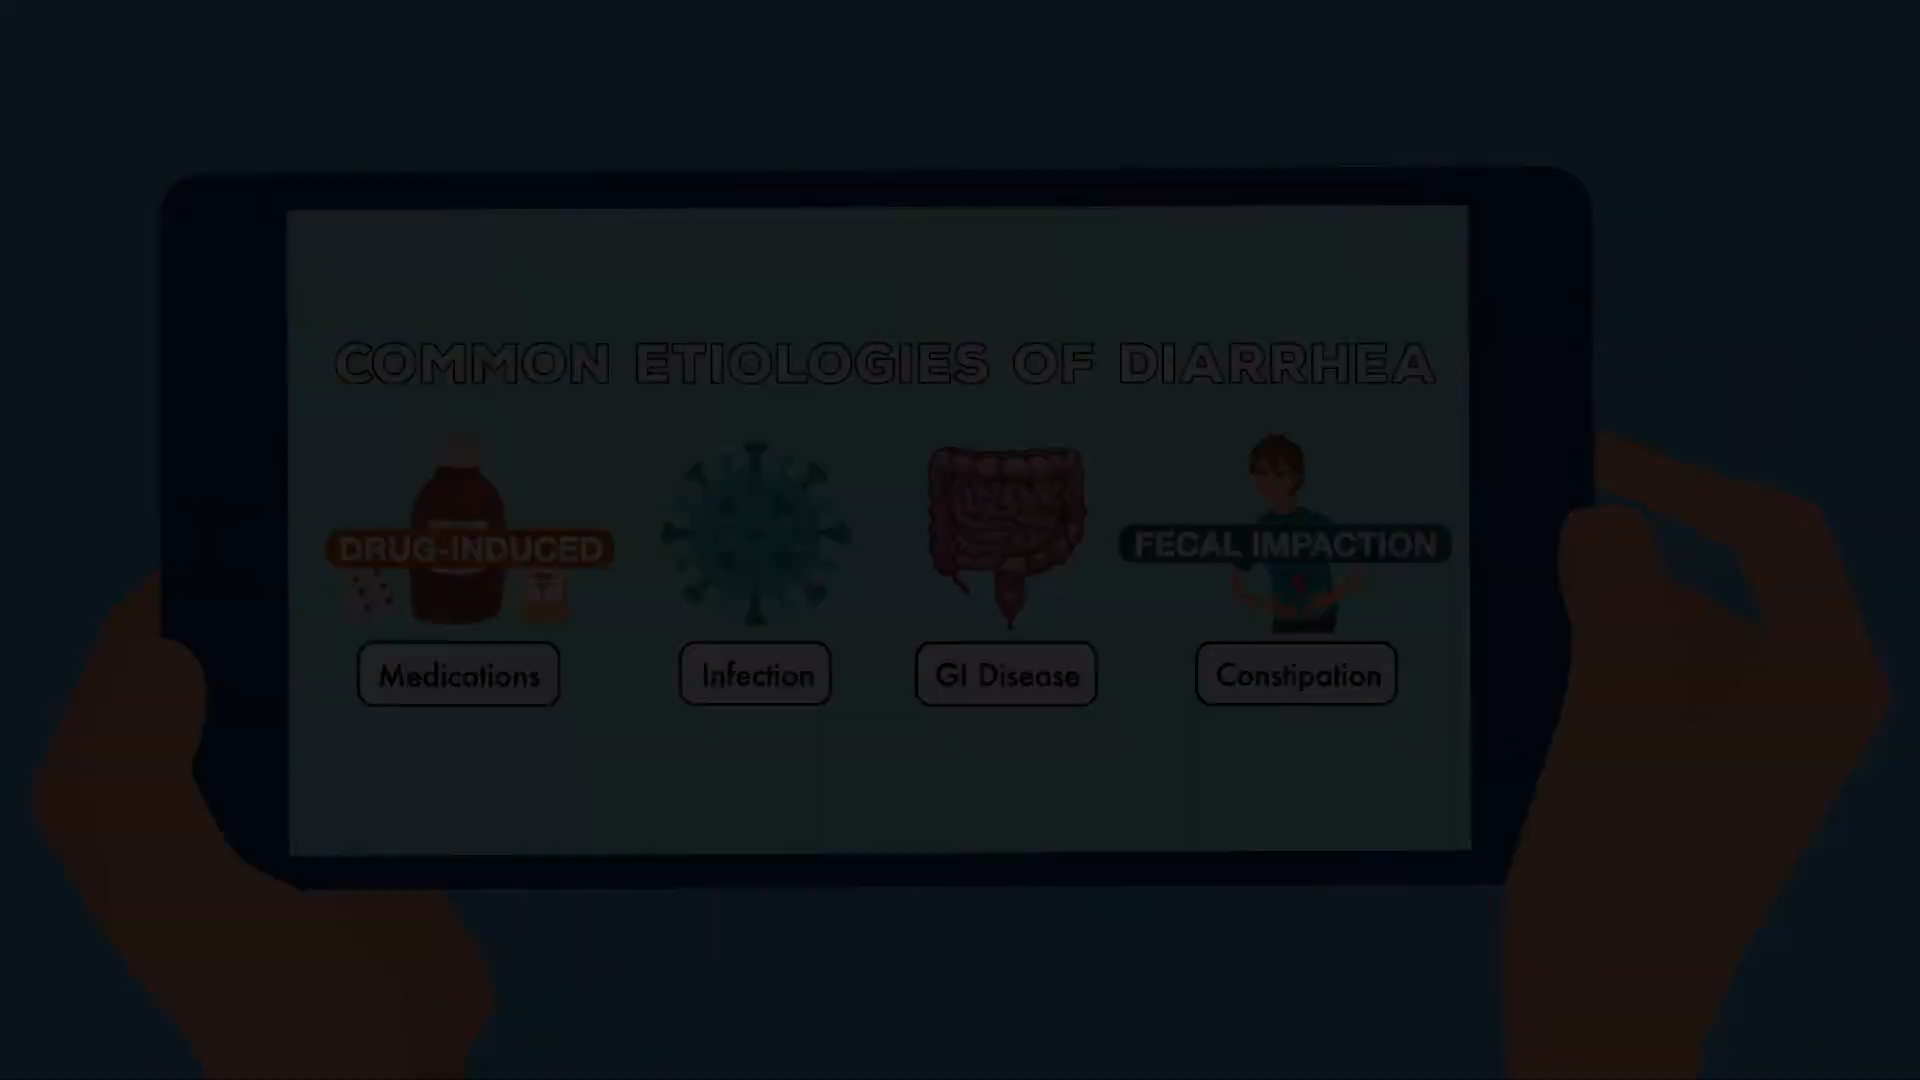 COMMON ETIOLOGIES OF DIARRHEA
DRUG-INDUCED
FECAL IMPACTION
Medications
Infection
GI Disease
Constipation